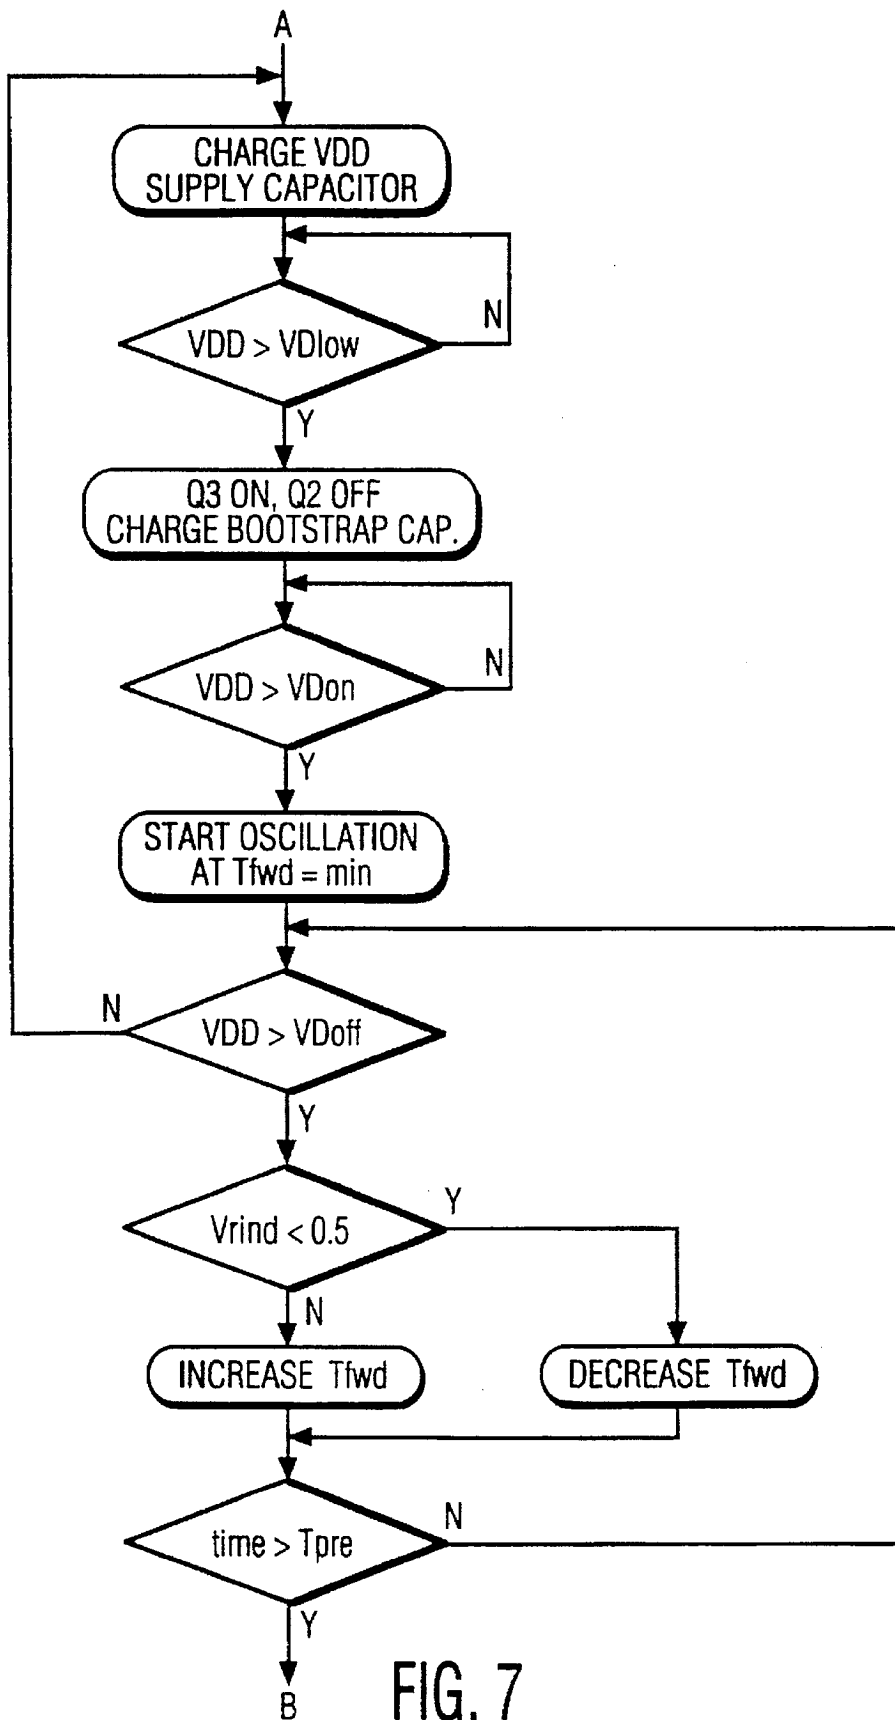 A
CHARGE VDD
SUPPLY CAPACITOR
N
VDD > VDlow
Y
Q3 ON, Q2 OFF
CHARGE BOOTSTRAP CAP.
N
VDD > VDon
Y
START OSCILLATION
AT Tfwd = min
N
VDD > VDoff
Y
Y
Vrind < 0.5
N
INCREASE Tfwd
DECREASE Tfwd
N
time > Tpre
Y
B
FIG. 7